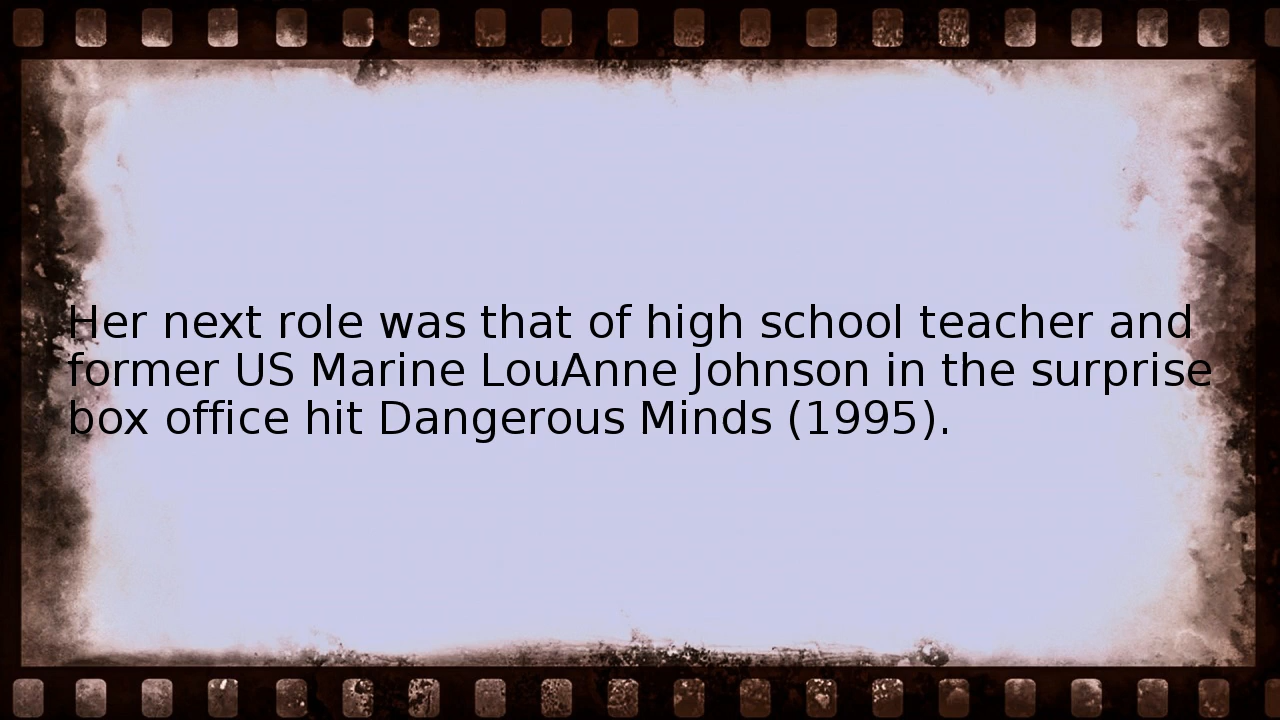 Her next role was that of high school teacher and
former US Marine LouAnne Johnson in the surprise
box office hit Dangerous Minds (1995).